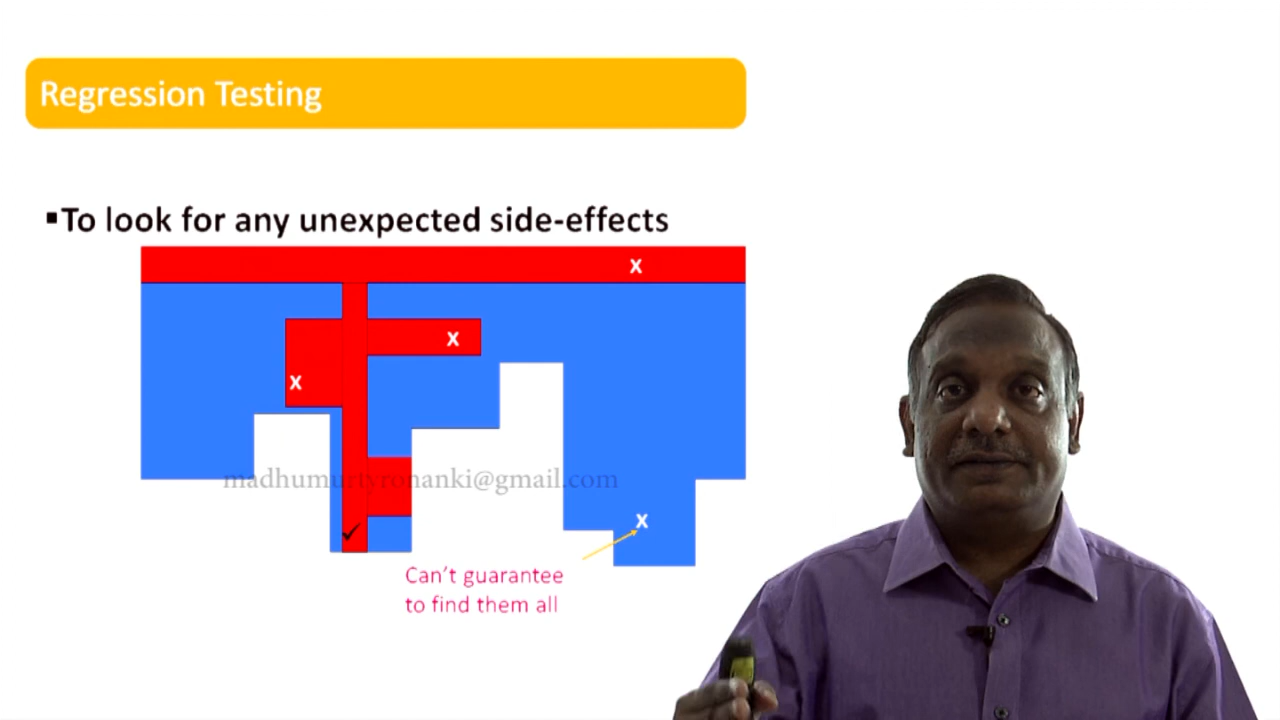 Regression Testing
▪To look for any unexpected side-effects
x
x
x
madhumurtyronanki@gmail.com
x
Can't guarantee
to find them all